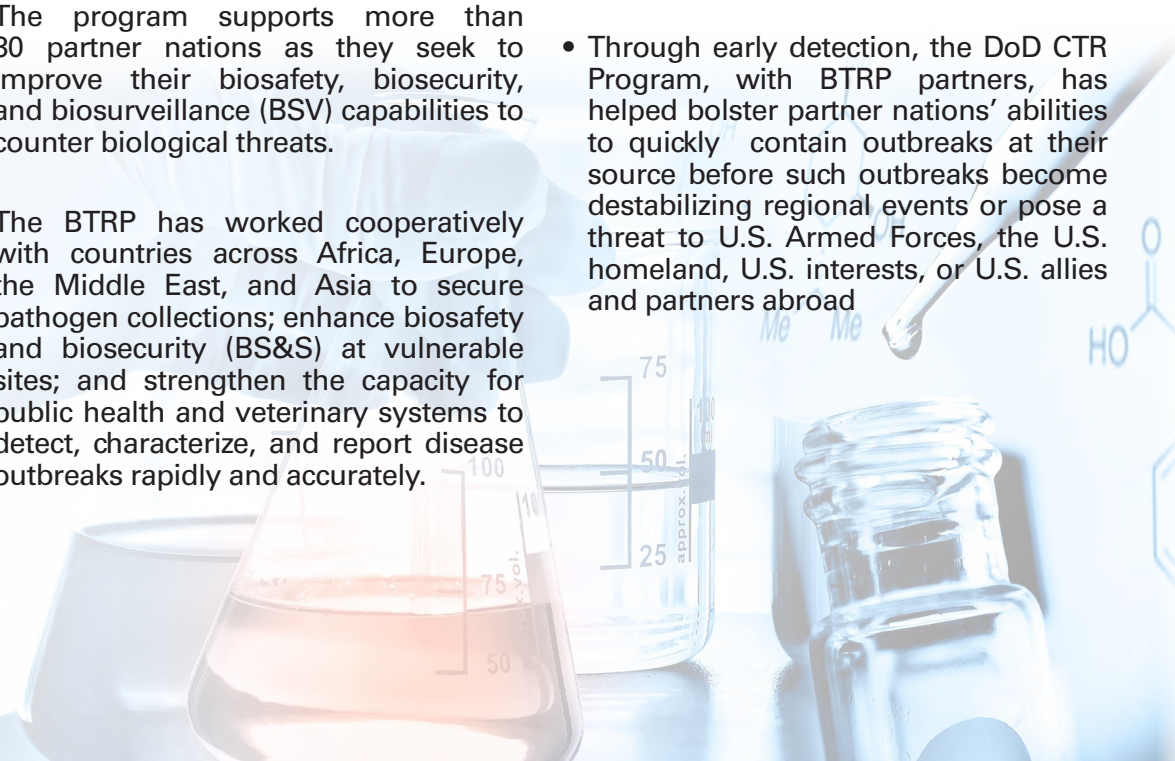 The program supports more than
30 partner nations as they seek to
improve their biosafety, biosecurity,
and biosurveillance (BSV) capabilities to
counter biological threats.
The BTRP has worked cooperatively
with countries across Africa, Europe,
the Middle East, and Asia to secure
pathogen collections; enhance biosafety
and biosecurity (BS&S) at vulnerable
sites; and strengthen the capacity for
public health and veterinary systems to
detect, characterize, and report disease
outbreaks rapidly and accurately.
• Through early detection, the DoD CTR
Program, with BTRP partners, has
helped bolster partner nations' abilities
to quickly contain outbreaks at their
source before such outbreaks become
destabilizing regional events or pose a
threat to U.S. Armed Forces, the U.S.
homeland, U.S. interests, or U.S. allies
and partners abroad
OH
Me Me
O
HO
75
50
25
approx.vol.
100
75
50